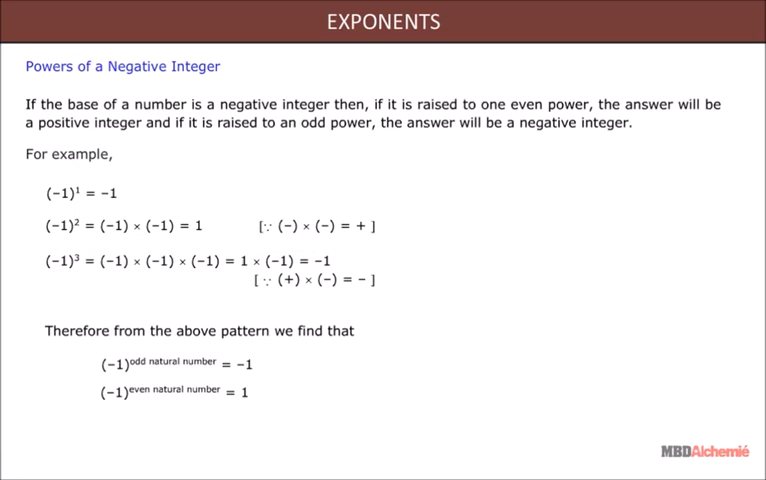 EXPONENTS
Powers of a Negative Integer
If the base of a number is a negative integer then, if it is raised to one even power, the answer will be
a positive integer and if it is raised to an odd power, the answer will be a negative integer.
For example,
(−1)¹ = −1
(−1)² = (−1) × (−1) = 1 [∵ (−) × (−) = + ]
(−1)³ = (−1) × (−1) × (−1) = 1 × (−1) = −1
[ ∵ (+) × (−) = − ]
Therefore from the above pattern we find that
(−1)^odd natural number = −1
(−1)^even natural number = 1
MBDAlchemié